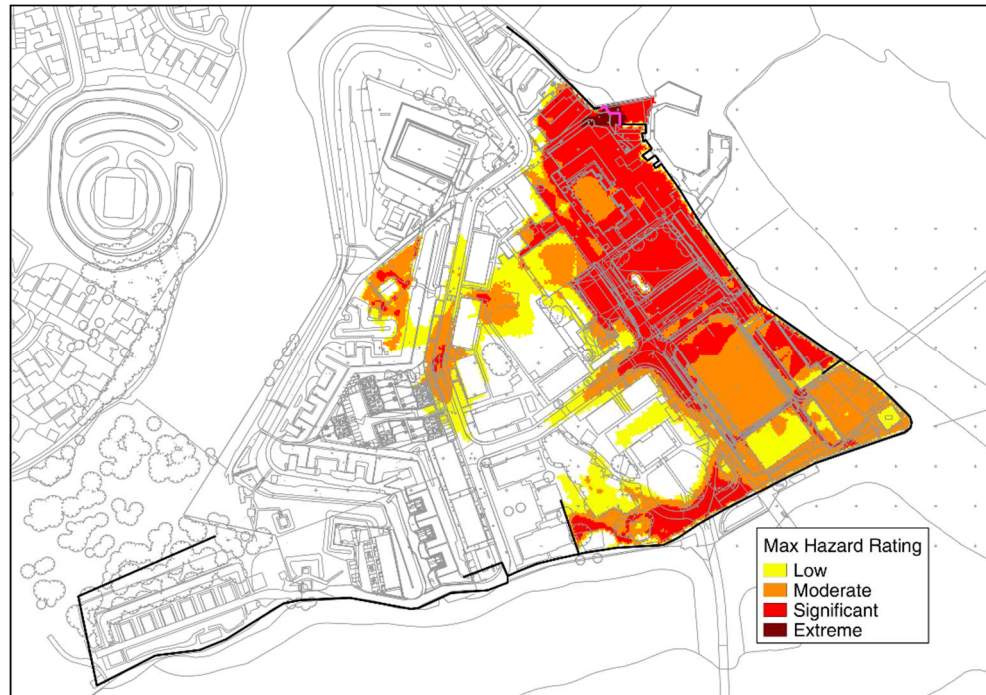 Max Hazard Rating
Low
Moderate
Significant
Extreme